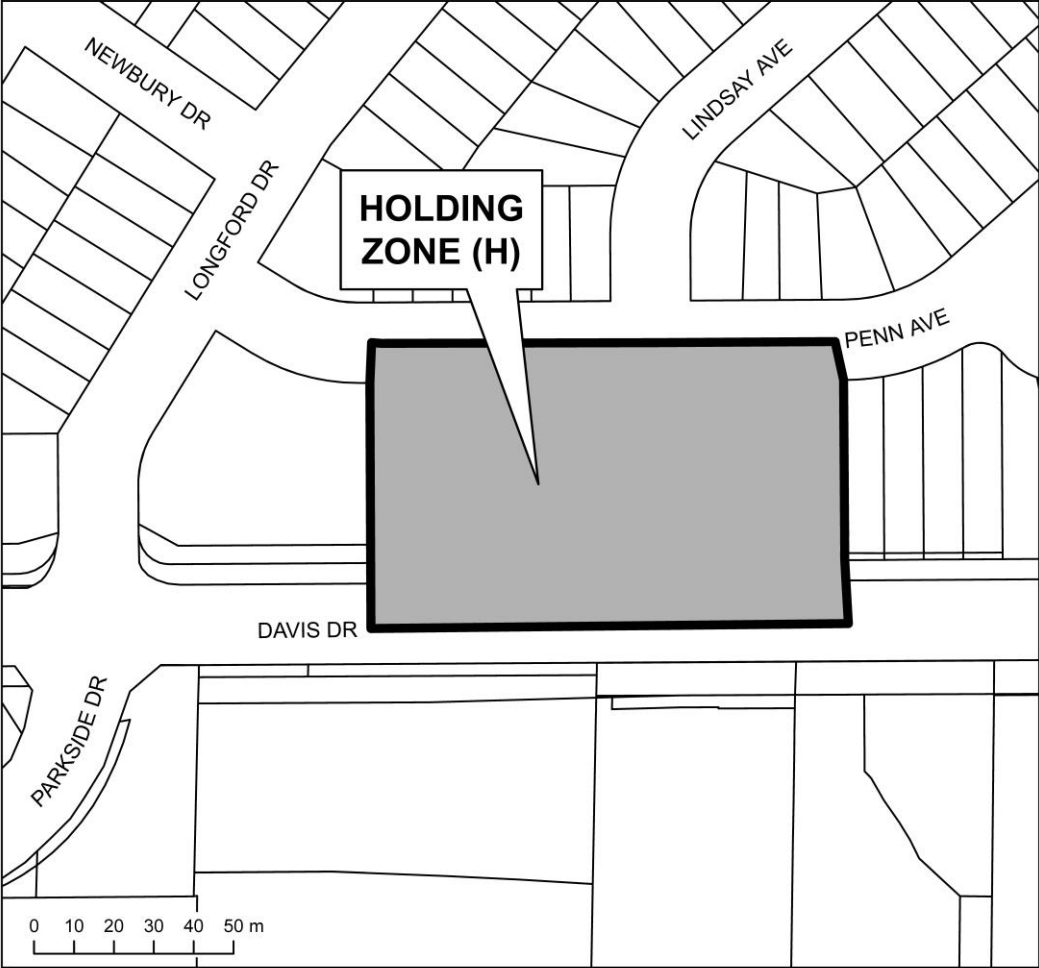 NEWBURY DR
LINDSAY AVE
LONGFORD DR
HOLDING
ZONE (H)
PENN AVE
DAVIS DR
PARKSIDE DR
0 10 20 30 40 50 m